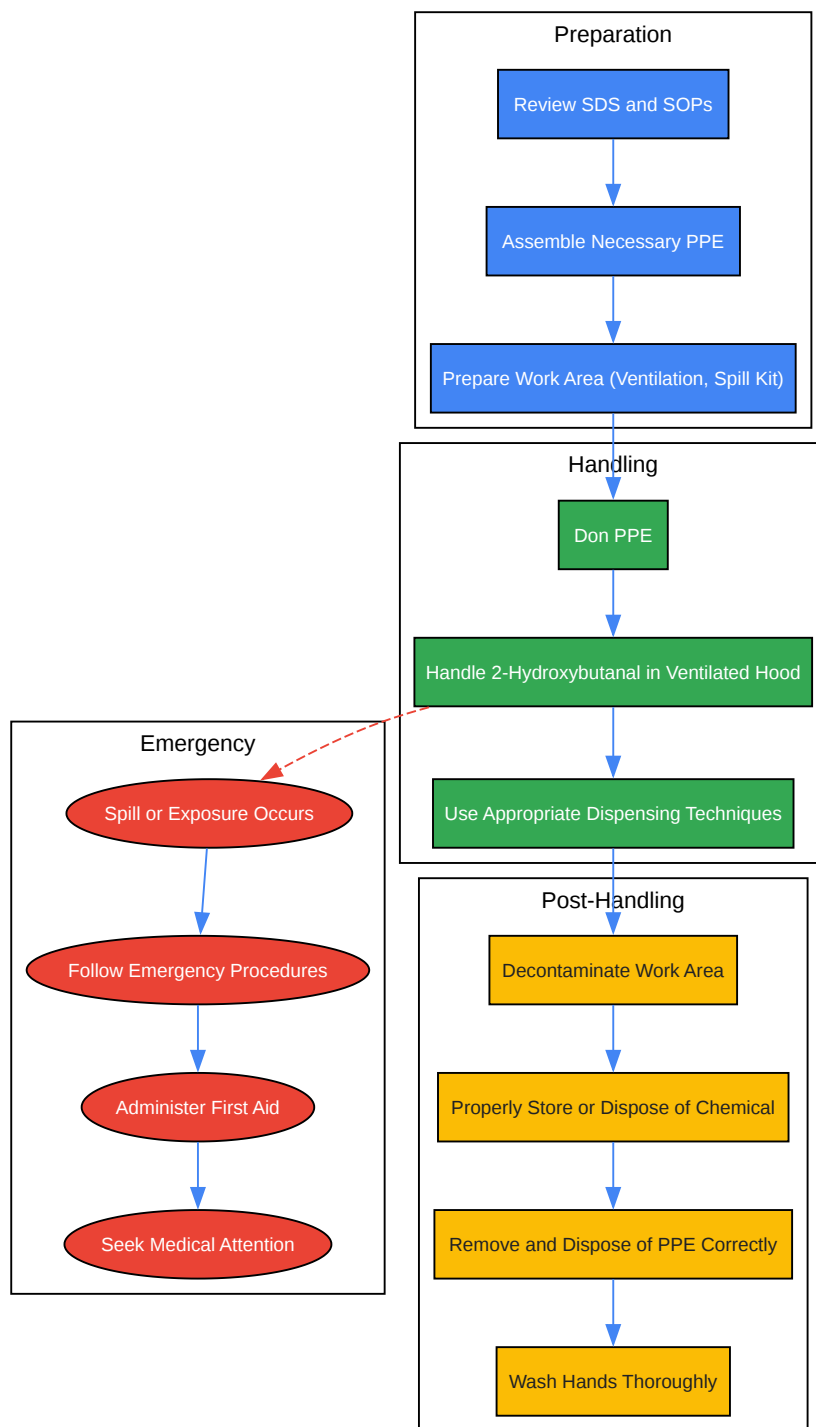 Preparation
Review SDS and SOPs
Assemble Necessary PPE
Prepare Work Area (Ventilation, Spill Kit)
Handling
Don PPE
Handle 2-Hydroxybutanal in Ventilated Hood
Use Appropriate Dispensing Techniques
Emergency
Spill or Exposure Occurs
Follow Emergency Procedures
Administer First Aid
Seek Medical Attention
Post-Handling
Decontaminate Work Area
Properly Store or Dispose of Chemical
Remove and Dispose of PPE Correctly
Wash Hands Thoroughly